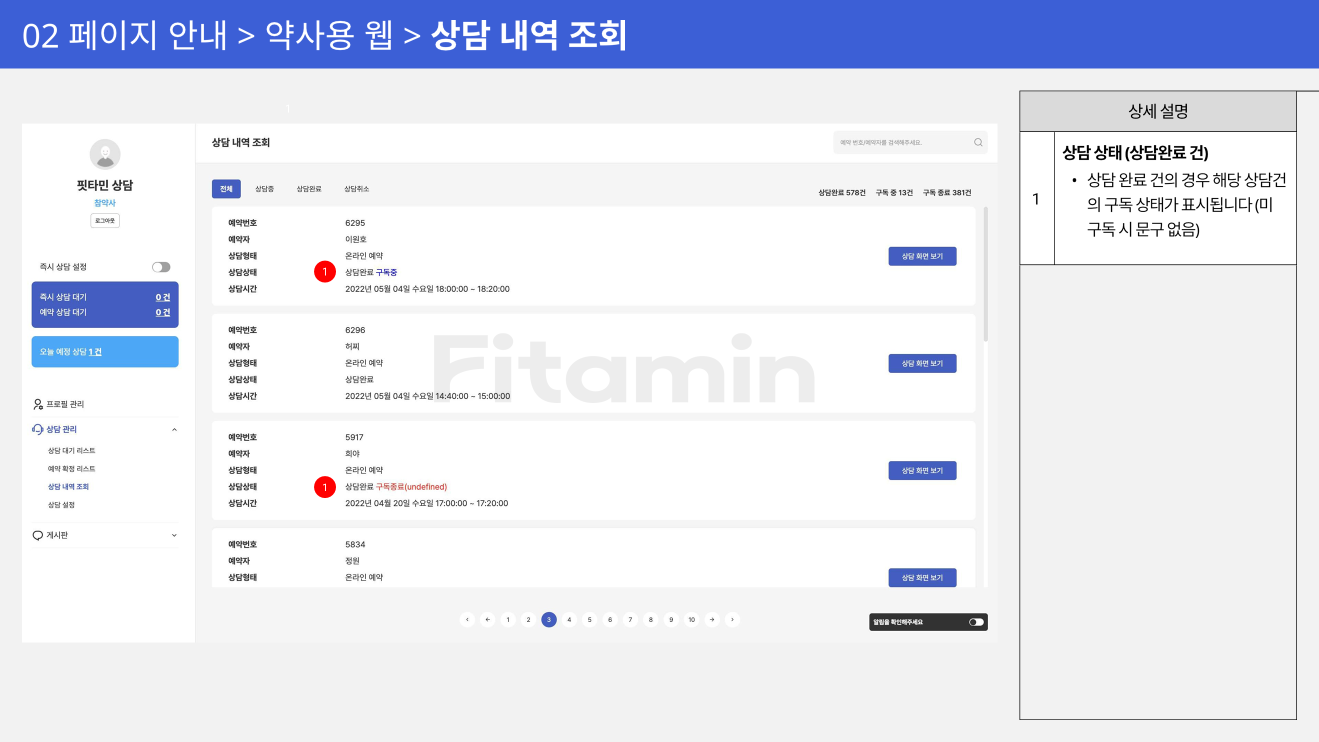 02 페이지 안내 > 약사용 웹 > 상담 내역 조회
1
핏타민 상담
참약사
로그아웃
즉시 상담 설정
즉시 상담 대기 0 건
예약 상담 대기 0 건
오늘 예정 상담 1 건
프로필 관리
상담 관리
상담 대기 리스트
예약 확정 리스트
상담 내역 조회
상담 설정
게시판
상담 내역 조회
예약 번호/예약자를 검색해주세요.
전체 상담중 상담완료 상담취소
상담완료 578건 구독 중 13건 구독 종료 381건
예약번호 6295
예약자 이원호
상담형태 온라인 예약
상담상태 1 상담완료 구독중
상담시간 2022년 05월 04일 수요일 18:00:00 ~ 18:20:00
상담 화면 보기
예약번호 6296
예약자 허찌
상담형태 온라인 예약
상담상태 상담완료
상담시간 2022년 05월 04일 수요일 14:40:00 ~ 15:00:00
상담 화면 보기
Fitamin
예약번호 5917
예약자 희야
상담형태 온라인 예약
상담상태 1 상담완료 구독종료(undefined)
상담시간 2022년 04월 20일 수요일 17:00:00 ~ 17:20:00
상담 화면 보기
예약번호 5834
예약자 정원
상담형태 온라인 예약
상담 화면 보기
1 2 3 4 5 6 7 8 9 10
알림을 확인해주세요
상세 설명
1
상담 상태 (상담완료 건)
• 상담 완료 건의 경우 해당 상담건
의 구독 상태가 표시됩니다 (미
구독 시 문구 없음)